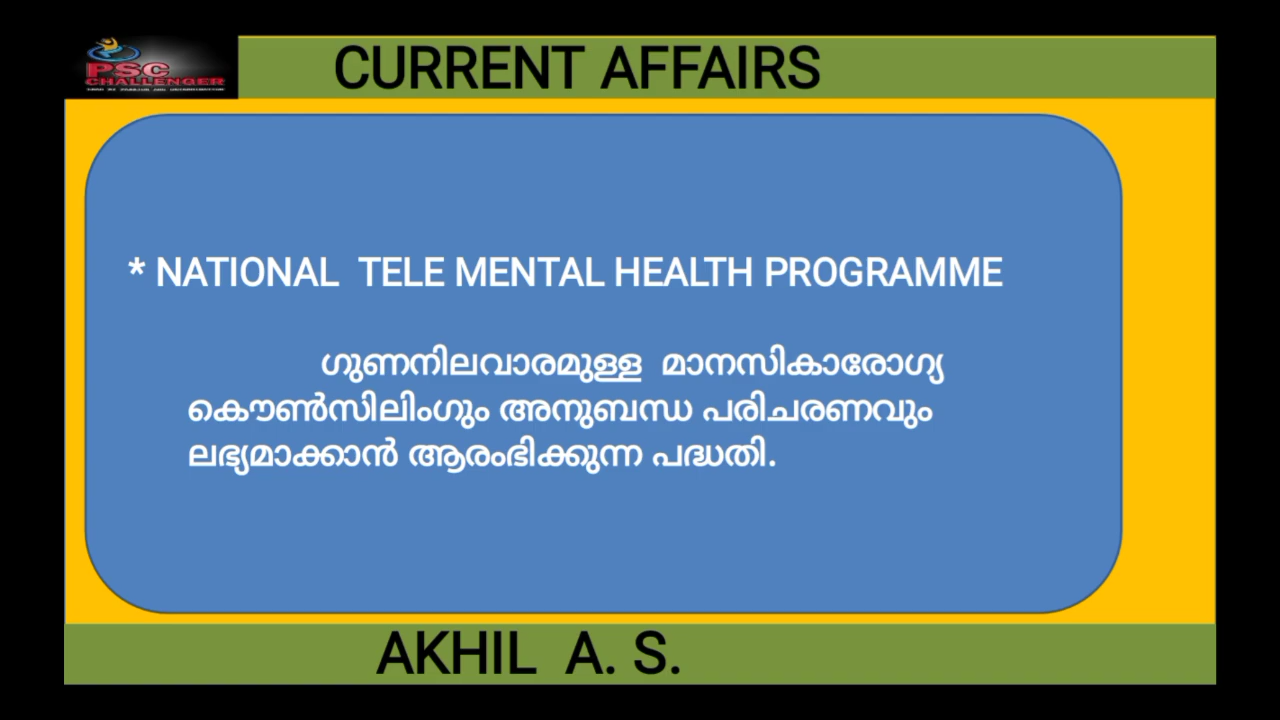 PSC
CHALLENGER
CURRENT AFFAIRS
* NATIONAL TELE MENTAL HEALTH PROGRAMME
ഗുണനിലവാരമുള്ള മാനസികാരോഗ്യ
കൌൺസിലിംഗും അനുബന്ധ പരിചരണവും
ലഭ്യമാക്കാൻ ആരംഭിക്കുന്ന പദ്ധതി.
AKHIL A. S.